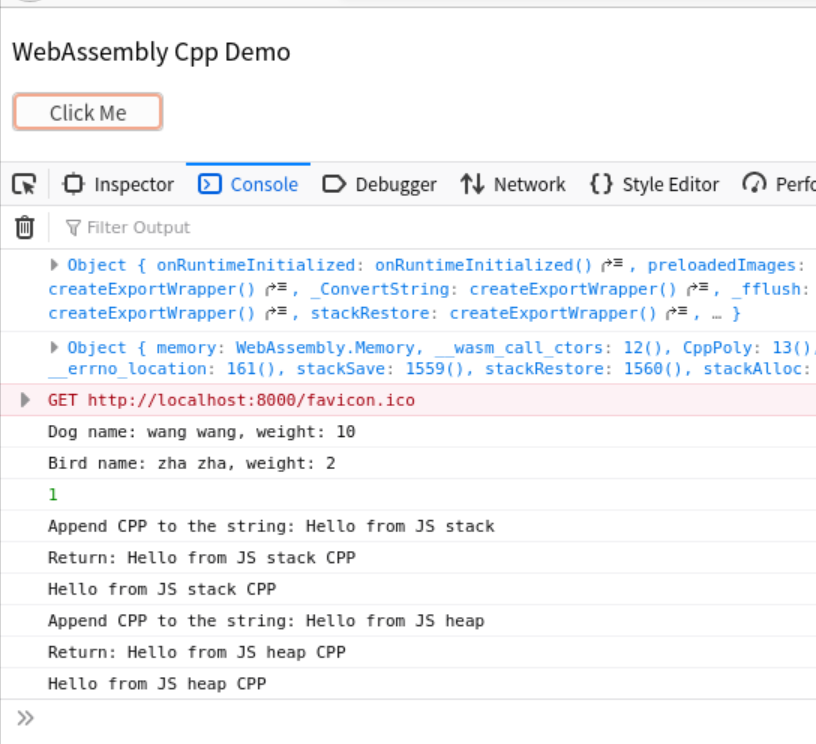 WebAssembly Cpp Demo
Click Me
Inspector Console Debugger Network {} Style Editor Perfo
Filter Output
Object { onRuntimeInitialized: onRuntimeInitialized() , preloadedImages:
createExportWrapper() , _ConvertString: createExportWrapper() , _fflush:
createExportWrapper() , stackRestore: createExportWrapper() , … }
Object { memory: WebAssembly.Memory, __wasm_call_ctors: 12(), CppPoly: 13(),
__errno_location: 161(), stackSave: 1559(), stackRestore: 1560(), stackAlloc:
GET http://localhost:8000/favicon.ico
Dog name: wang wang, weight: 10
Bird name: zha zha, weight: 2
1
Append CPP to the string: Hello from JS stack
Return: Hello from JS stack CPP
Hello from JS stack CPP
Append CPP to the string: Hello from JS heap
Return: Hello from JS heap CPP
Hello from JS heap CPP